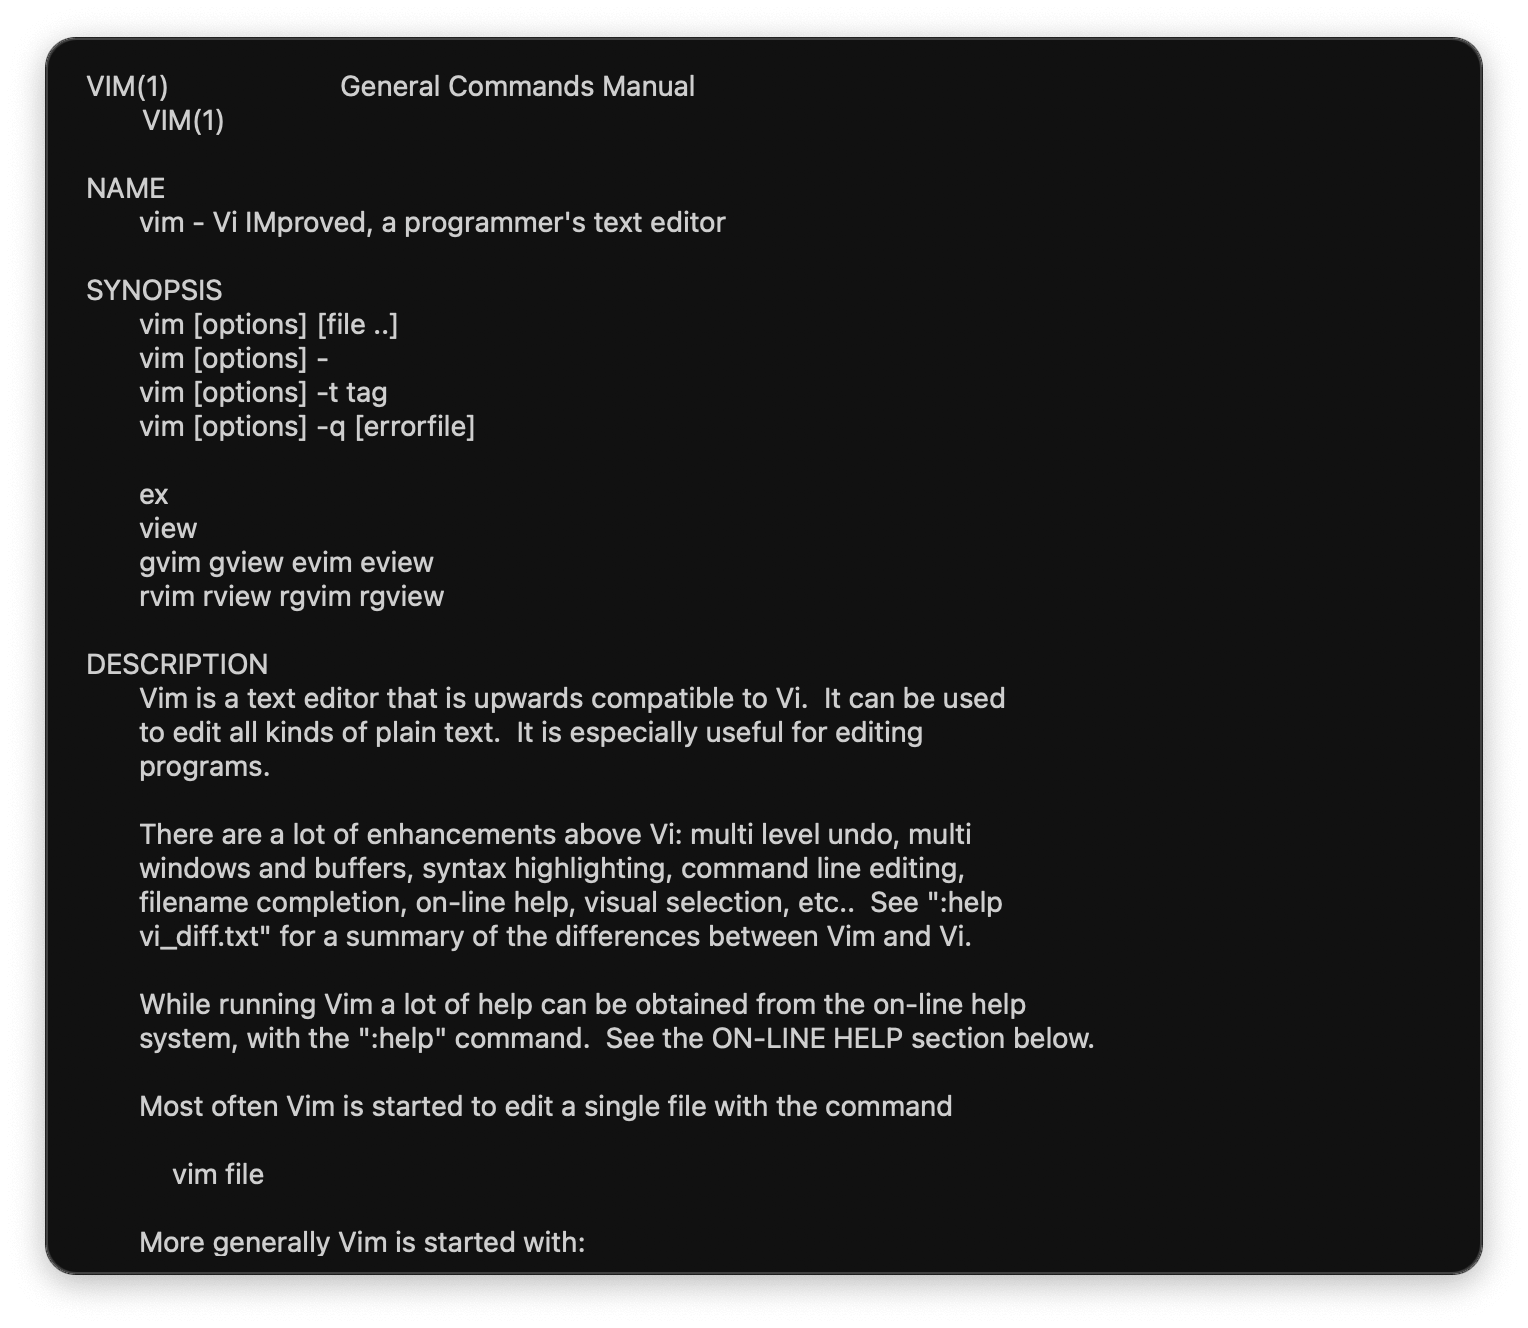 VIM(1)                     General Commands Manual
       VIM(1)

NAME
       vim - Vi IMproved, a programmer's text editor

SYNOPSIS
       vim [options] [file ..]
       vim [options] -
       vim [options] -t tag
       vim [options] -q [errorfile]

       ex
       view
       gvim gview evim eview
       rvim rview rgvim rgview

DESCRIPTION
       Vim is a text editor that is upwards compatible to Vi.  It can be used
       to edit all kinds of plain text.  It is especially useful for editing
       programs.

       There are a lot of enhancements above Vi: multi level undo, multi
       windows and buffers, syntax highlighting, command line editing,
       filename completion, on-line help, visual selection, etc..  See ":help
       vi_diff.txt" for a summary of the differences between Vim and Vi.

       While running Vim a lot of help can be obtained from the on-line help
       system, with the ":help" command.  See the ON-LINE HELP section below.

       Most often Vim is started to edit a single file with the command

           vim file

       More generally Vim is started with: